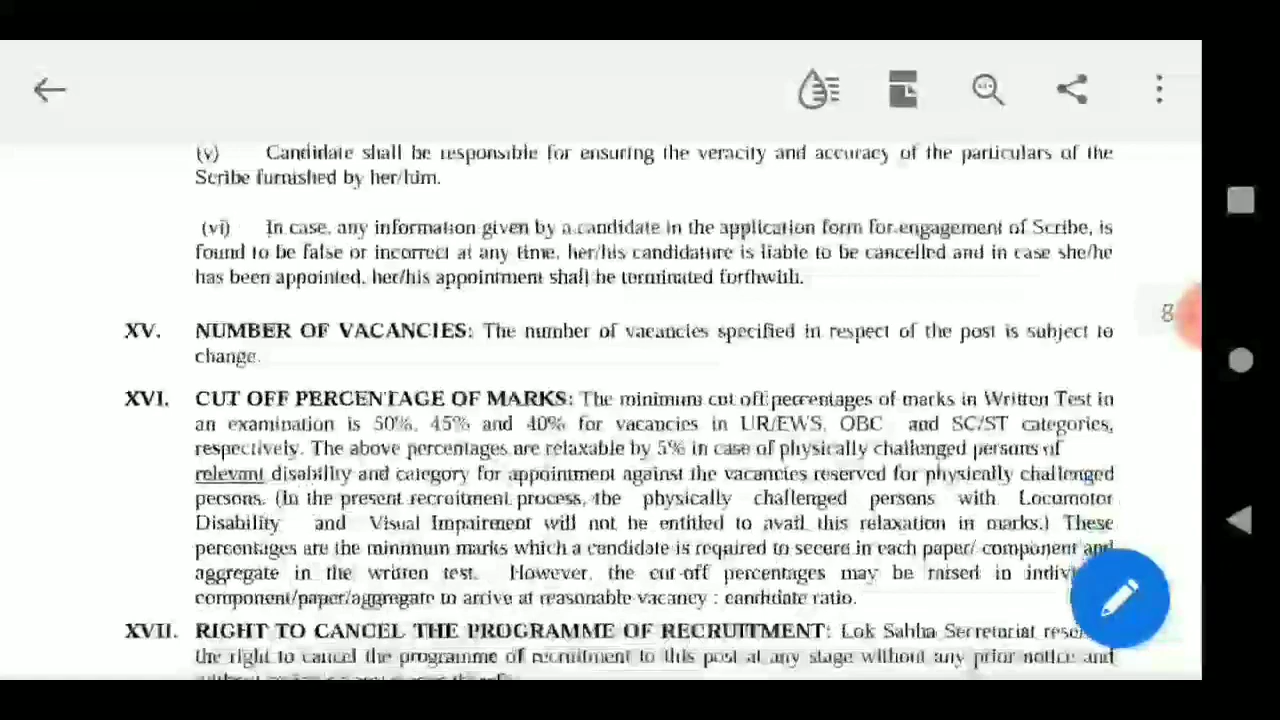 (v) Candidate shall be responsible for ensuring the veracity and accuracy of the particulars of the
Scribe furnished by her/him.
(vi) In case, any information given by a candidate in the application form for engagement of Scribe, is
found to be false or incorrect at any time, her/his candidature is liable to be cancelled and in case she/he
has been appointed, her/his appointment shall be terminated forthwith.
8
XV. NUMBER OF VACANCIES: The number of vacancies specified in respect of the post is subject to
change.
XVI. CUT OFF PERCENTAGE OF MARKS: The minimum cut off percentages of marks in Written Test in
an examination is 50%, 45% and 40% for vacancies in UR/EWS, OBC and SC/ST categories,
respectively. The above percentages are relaxable by 5% in case of physically challenged persons of
relevant disability and category for appointment against the vacancies reserved for physically challenged
persons. (In the present recruitment process, the physically challenged persons with Locomotor
Disability and Visual Impairment will not be entitled to avail this relaxation in marks.) These
percentages are the minimum marks which a candidate is required to secure in each paper/ component and
aggregate in the written test. However, the cut-off percentages may be raised in
component/paper/aggregate to arrive at reasonable vacancy : candidate ratio.
XVII. RIGHT TO CANCEL THE PROGRAMME OF RECRUITMENT: Lok Sabha Secretariat
the right to cancel the programme of recruitment to this post at any stage without any prior notice and